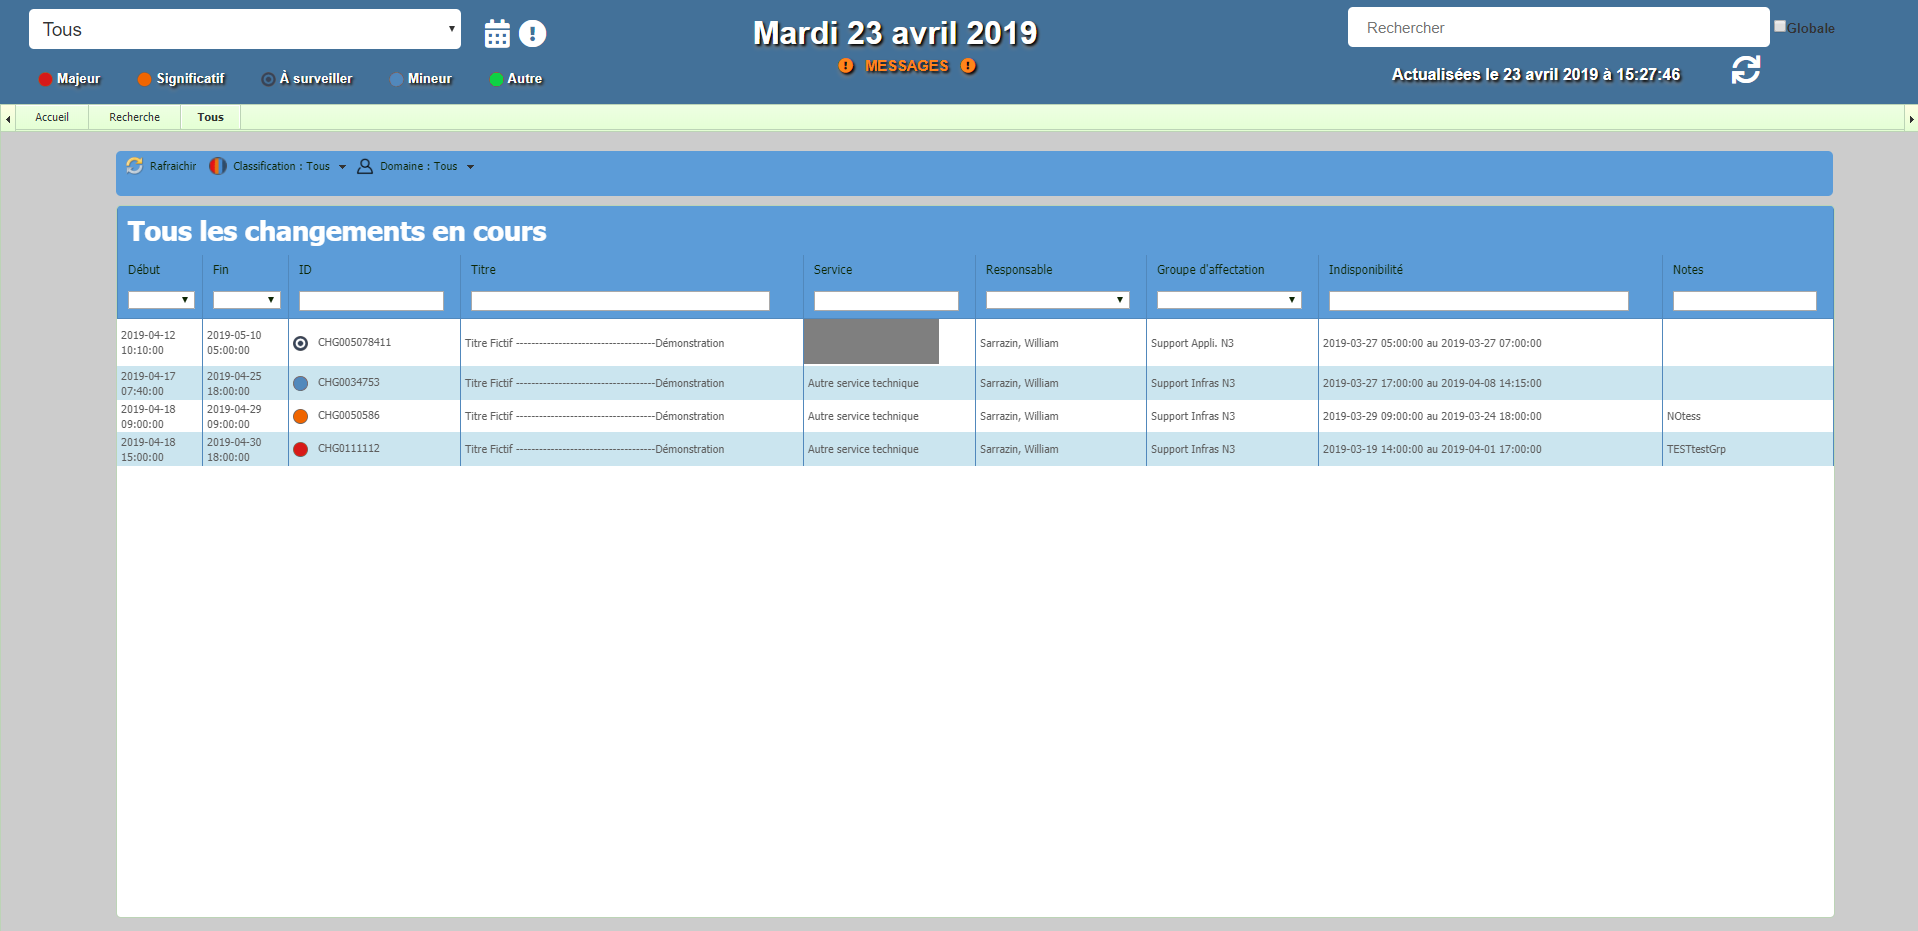 Tous
Mardi 23 avril 2019
Rechercher
Globale
MESSAGES
Majeur Significatif À surveiller Mineur Autre
Actualisées le 23 avril 2019 à 15:27:46
Accueil Recherche Tous
Rafraichir Classification : Tous Domaine : Tous
Tous les changements en cours
Début Fin ID Titre Service Responsable Groupe d'affectation Indisponibilité Notes
2019-04-12 10:10:00 2019-05-10 05:00:00 CHG005078411 Titre Fictif ------------------------------------Démonstration Sarrazin, William Support Appli. N3 2019-03-27 05:00:00 au 2019-03-27 07:00:00
2019-04-17 07:40:00 2019-04-25 18:00:00 CHG0034753 Titre Fictif ------------------------------------Démonstration Autre service technique Sarrazin, William Support Infras N3 2019-03-27 17:00:00 au 2019-04-08 14:15:00
2019-04-18 09:00:00 2019-04-29 09:00:00 CHG0050586 Titre Fictif ------------------------------------Démonstration Autre service technique Sarrazin, William Support Infras N3 2019-03-29 09:00:00 au 2019-03-24 18:00:00 NOtess
2019-04-18 15:00:00 2019-04-30 18:00:00 CHG0111112 Titre Fictif ------------------------------------Démonstration Autre service technique Sarrazin, William Support Infras N3 2019-03-19 14:00:00 au 2019-04-01 17:00:00 TESTtestGrp